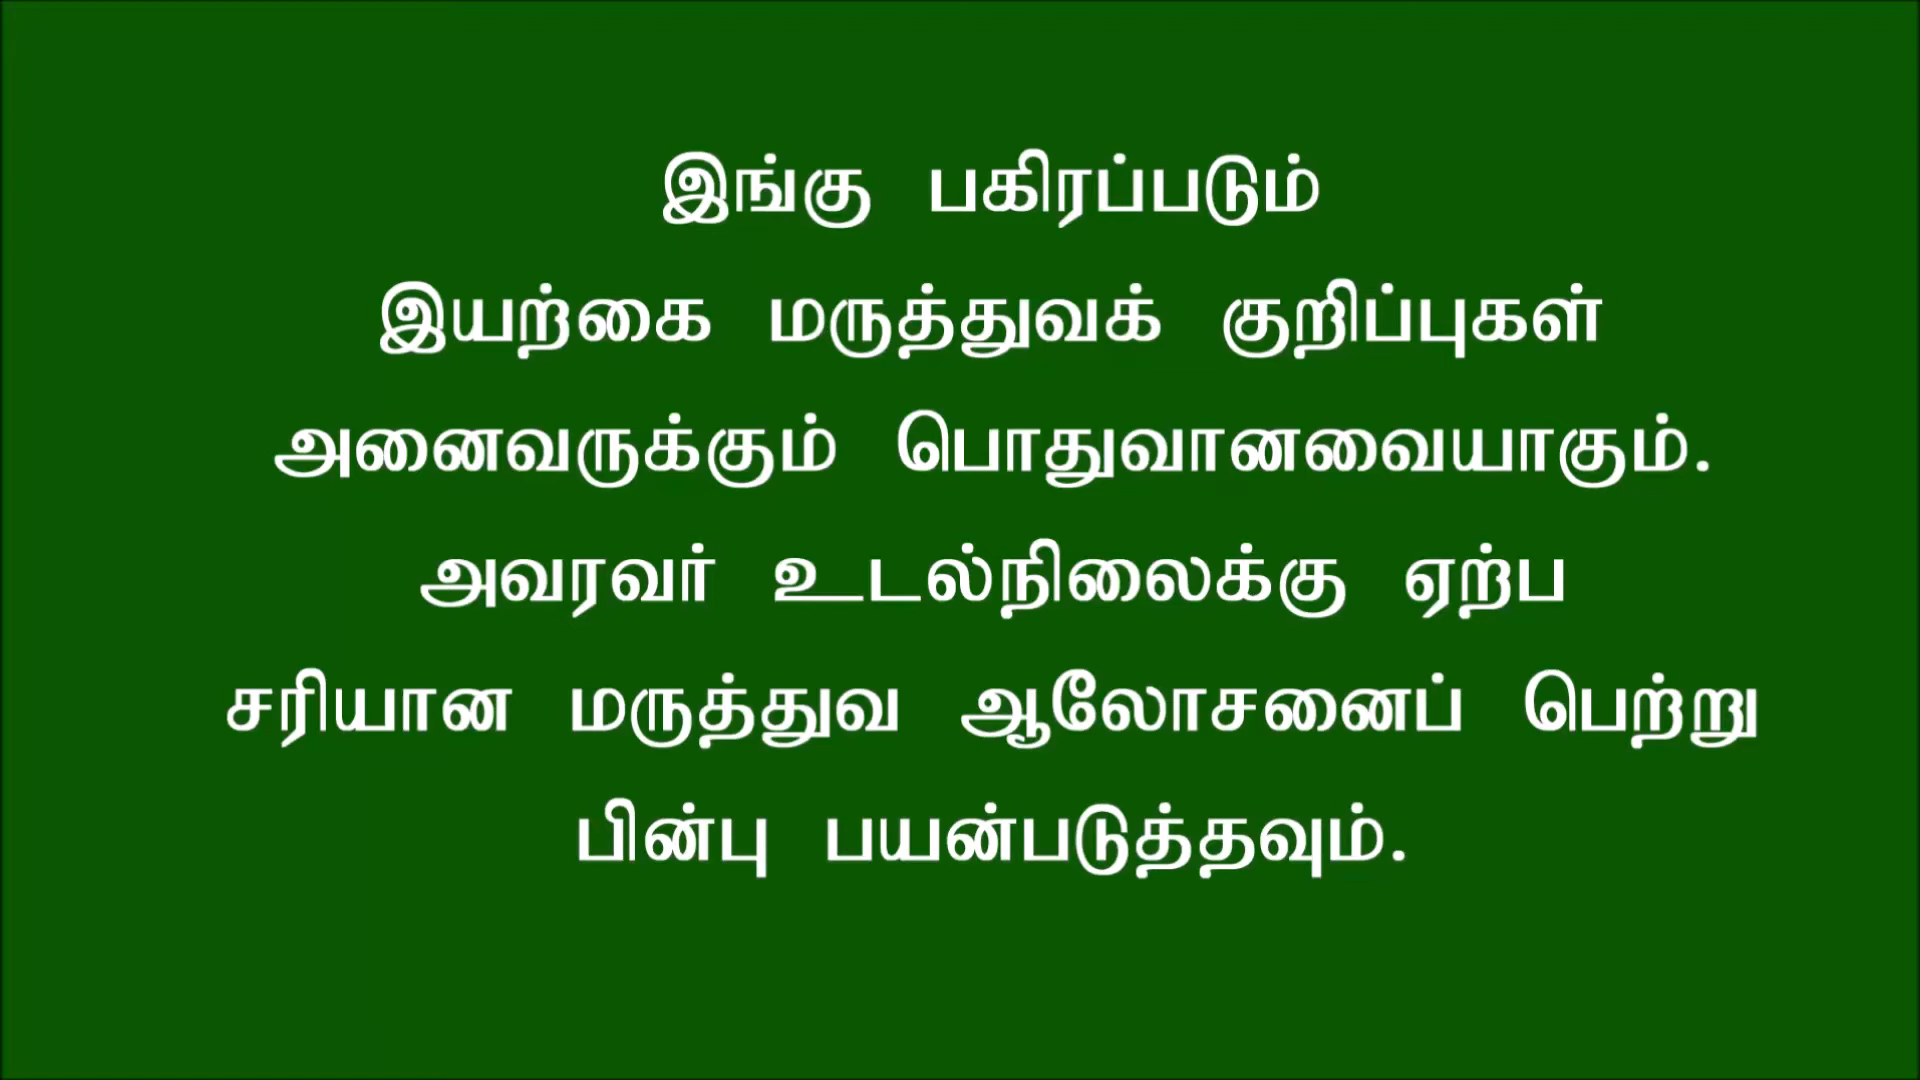 இங்கு பகிரப்படும்
இயற்கை மருத்துவக் குறிப்புகள்
அனைவருக்கும் பொதுவானவையாகும்.
அவரவர் உடல்நிலைக்கு ஏற்ப
சரியான மருத்துவ ஆலோசனைப் பெற்று
பின்பு பயன்படுத்தவும்.